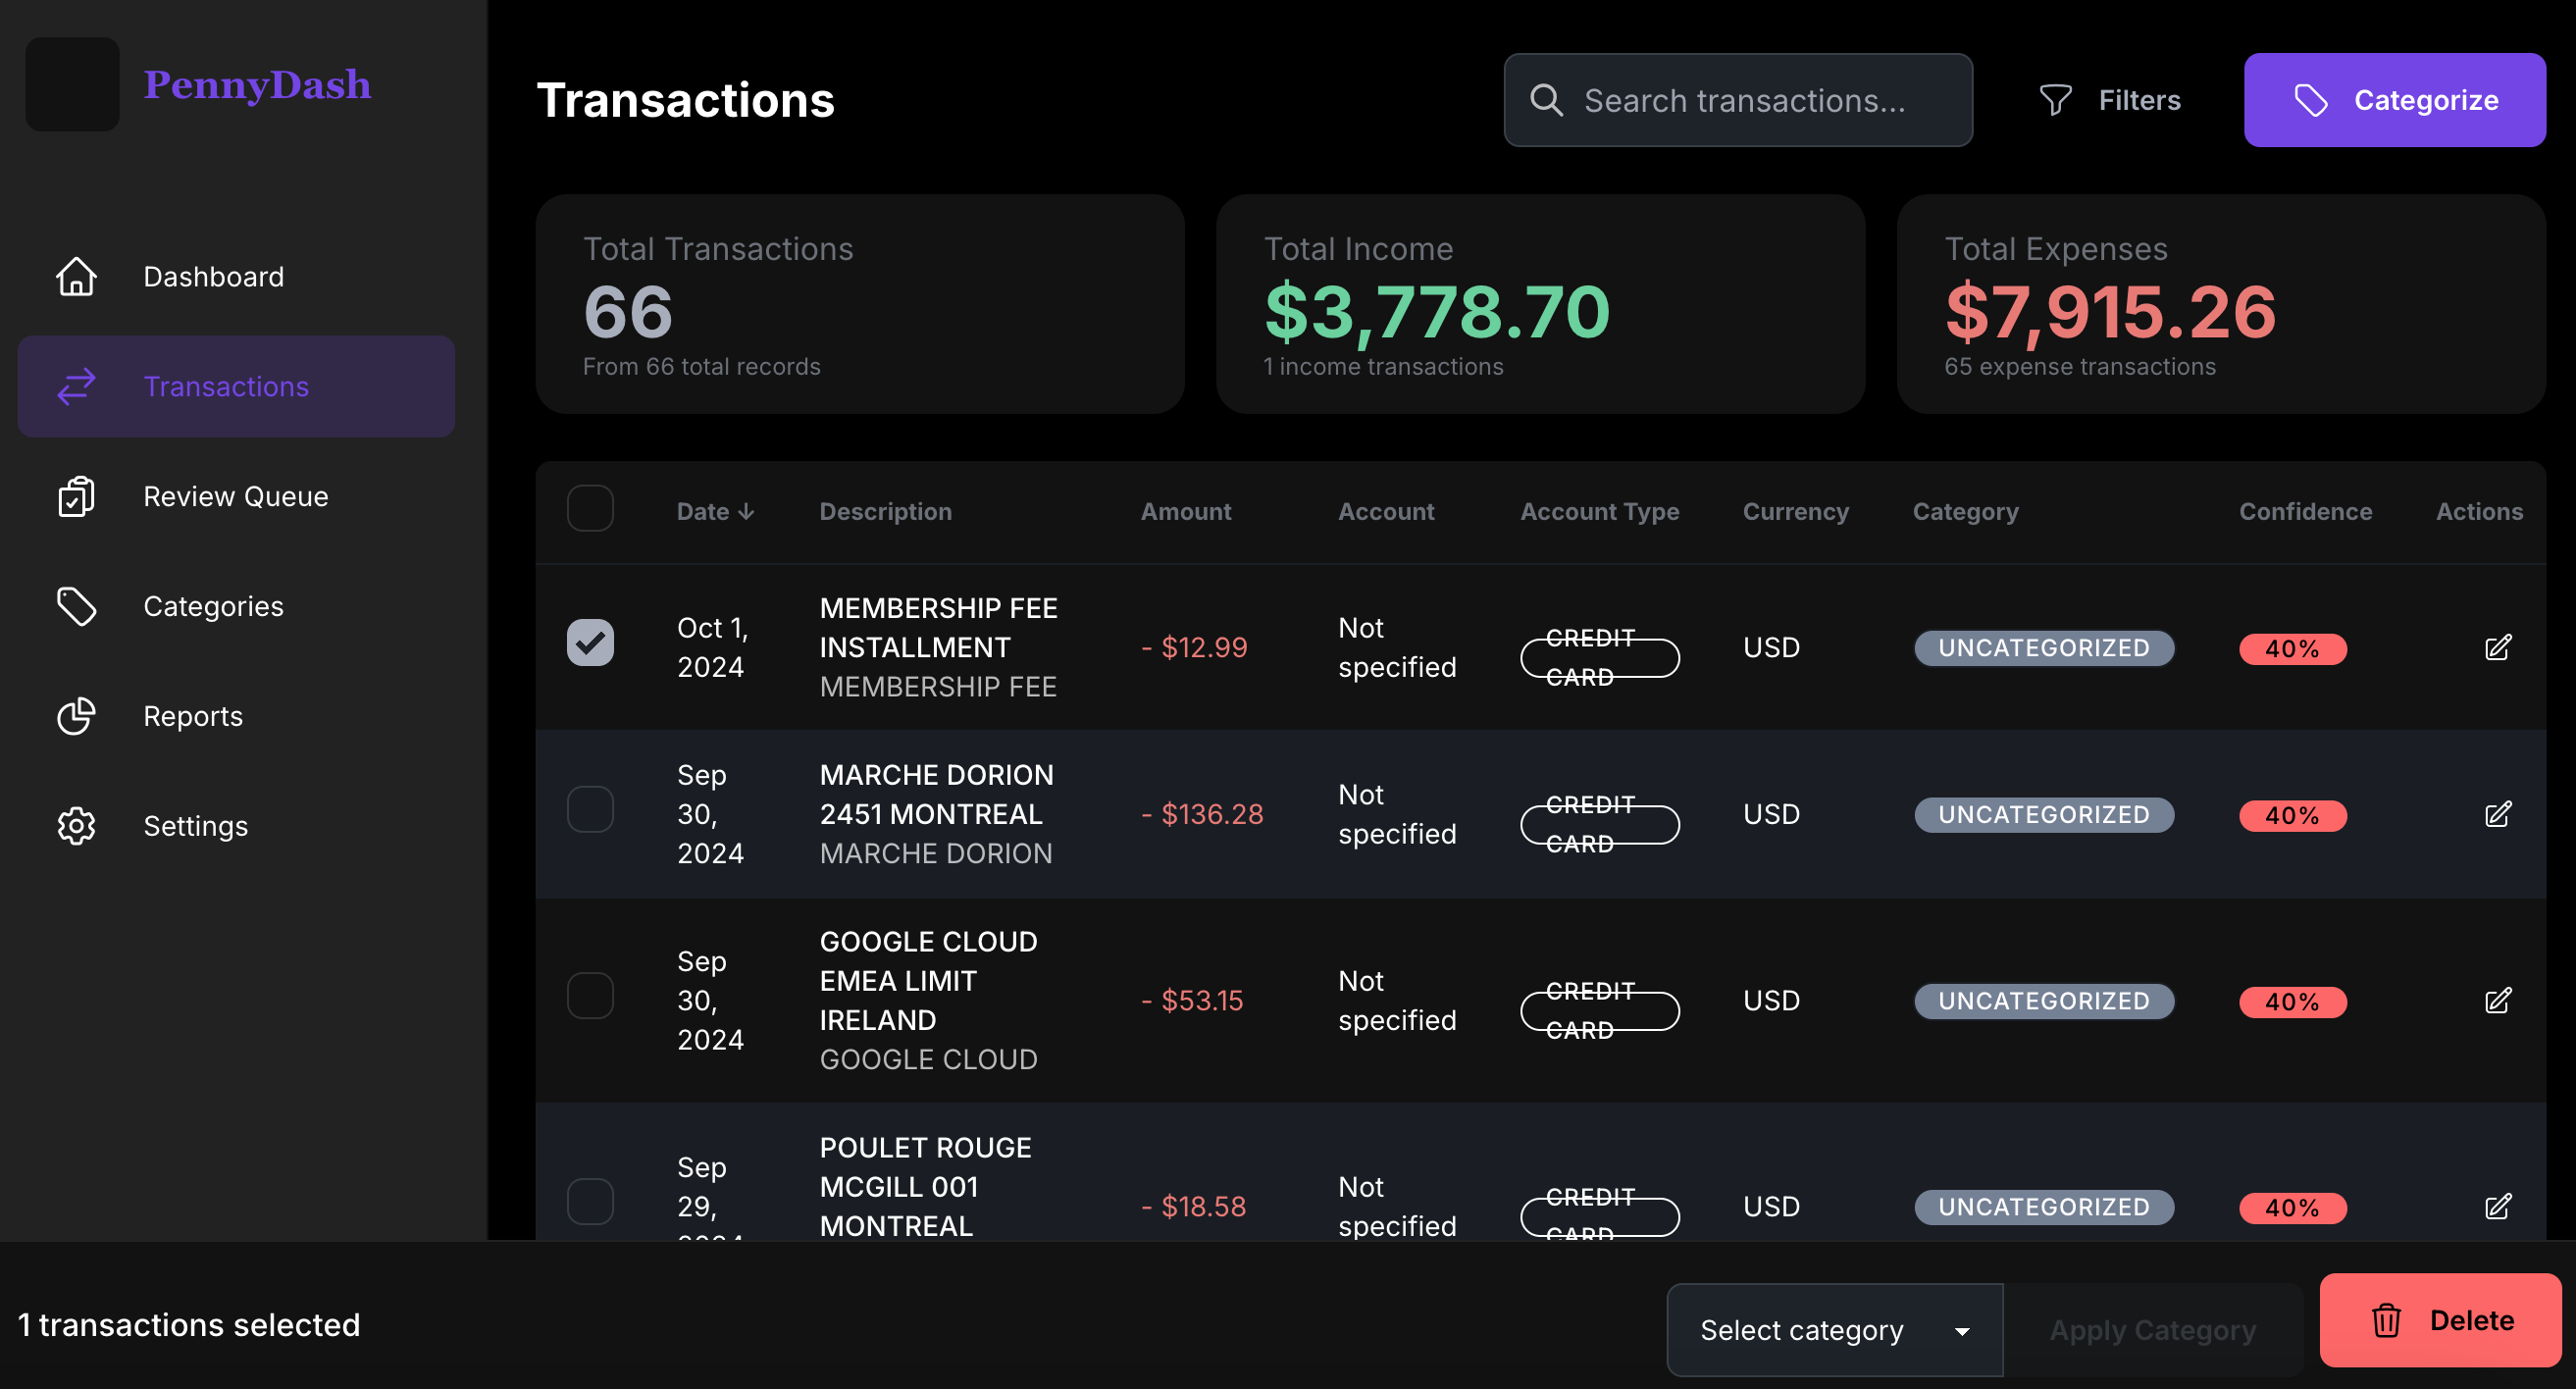 PennyDash
Dashboard
Transactions
Review Queue
Categories
Reports
Settings
Transactions
Search transactions...
Filters
Categorize
Total Transactions
66
From 66 total records
Total Income
$3,778.70
1 income transactions
Total Expenses
$7,915.26
65 expense transactions
Date ↓ Description Amount Account Account Type Currency Category Confidence Actions
Oct 1,
2024
MEMBERSHIP FEE
INSTALLMENT
MEMBERSHIP FEE
- $12.99
Not
specified
CREDIT
CARD
USD
UNCATEGORIZED
40%
Sep
30,
2024
MARCHE DORION
2451 MONTREAL
MARCHE DORION
- $136.28
Not
specified
CREDIT
CARD
USD
UNCATEGORIZED
40%
Sep
30,
2024
GOOGLE CLOUD
EMEA LIMIT
IRELAND
GOOGLE CLOUD
- $53.15
Not
specified
CREDIT
CARD
USD
UNCATEGORIZED
40%
Sep
29,
2024
POULET ROUGE
MCGILL 001
MONTREAL
- $18.58
Not
specified
CREDIT
CARD
USD
UNCATEGORIZED
40%
1 transactions selected
Select category
Apply Category
Delete